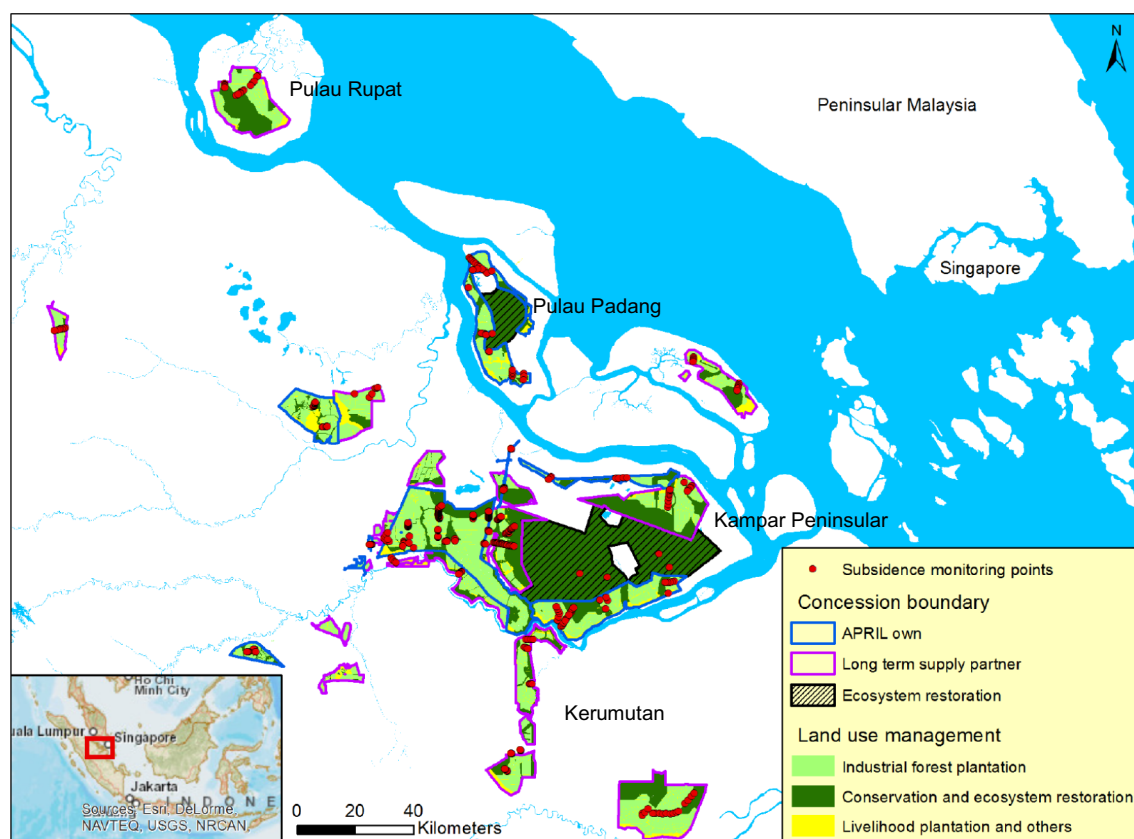 N
Pulau Rupat
Peninsular Malaysia
Singapore
Pulau Padang
Kampar Peninsular
Kerumutan
Subsidence monitoring points
Concession boundary
APRIL own
Long term supply partner
Ecosystem restoration
Land use management
Industrial forest plantation
Conservation and ecosystem restoration
Livelihood plantation and others
Ho Chi
Minh City
uala Lumpur
Singapore
Jakarta
I N D O N E
Sources: Esri, DeLorme,
NAVTEQ, USGS, NRCAN,
0 20 40
Kilometers